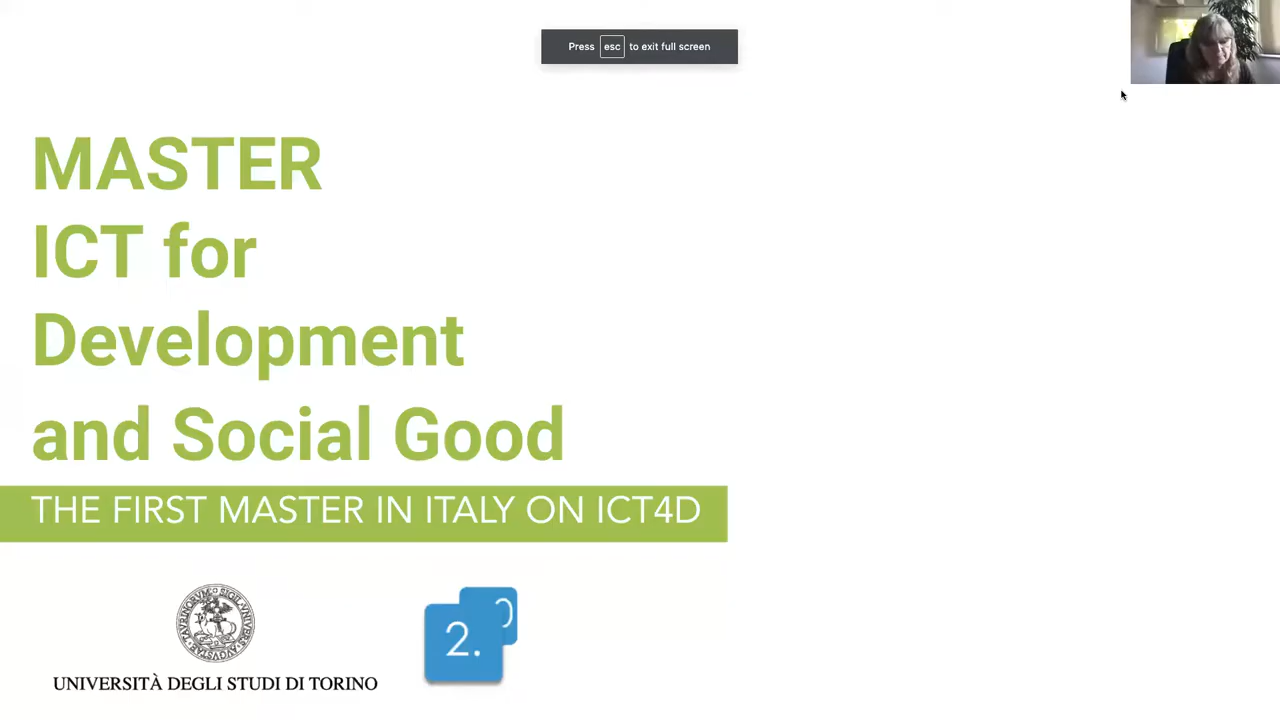 Press esc to exit full screen
MASTER
ICT for
Development
and Social Good
THE FIRST MASTER IN ITALY ON ICT4D
2.0
UNIVERSITÀ DEGLI STUDI DI TORINO